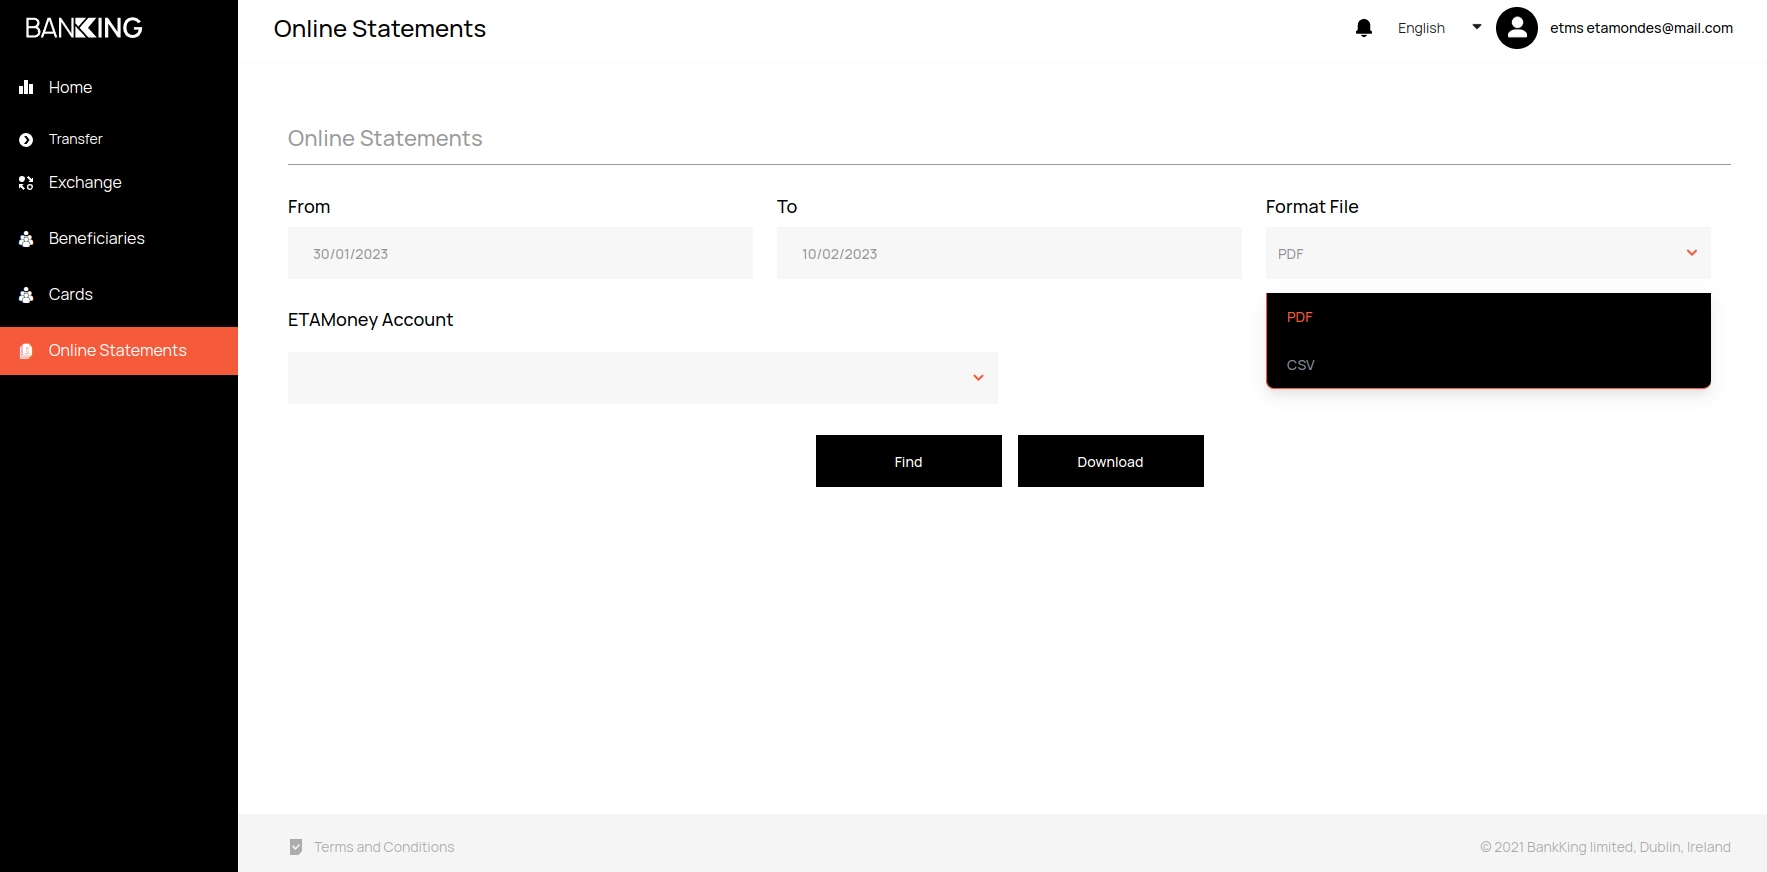 BANKKING
Online Statements
English
etms etamondes@mail.com
Home
Transfer
Exchange
Beneficiaries
Cards
Online Statements
Online Statements
From
To
Format File
30/01/2023
10/02/2023
PDF
PDF
CSV
ETAMoney Account
Find
Download
Terms and Conditions
© 2021 BankKing limited, Dublin, Ireland